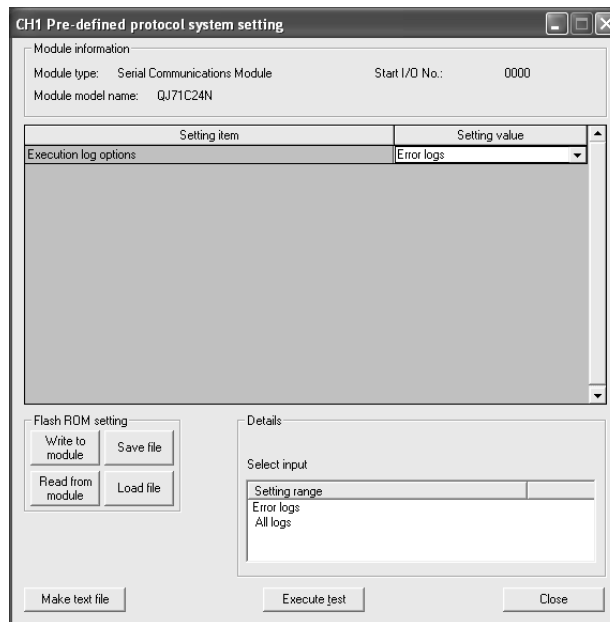 CH1 Pre-defined protocol system setting
Module information
Module type: Serial Communications Module Start I/O No.: 0000
Module model name: QJ71C24N
Setting item Setting value
Execution log options Error logs
Flash ROM setting
Write to
module
Save file
Read from
module
Load file
Details
Select input
Setting range
Error logs
All logs
Make text file Execute test Close